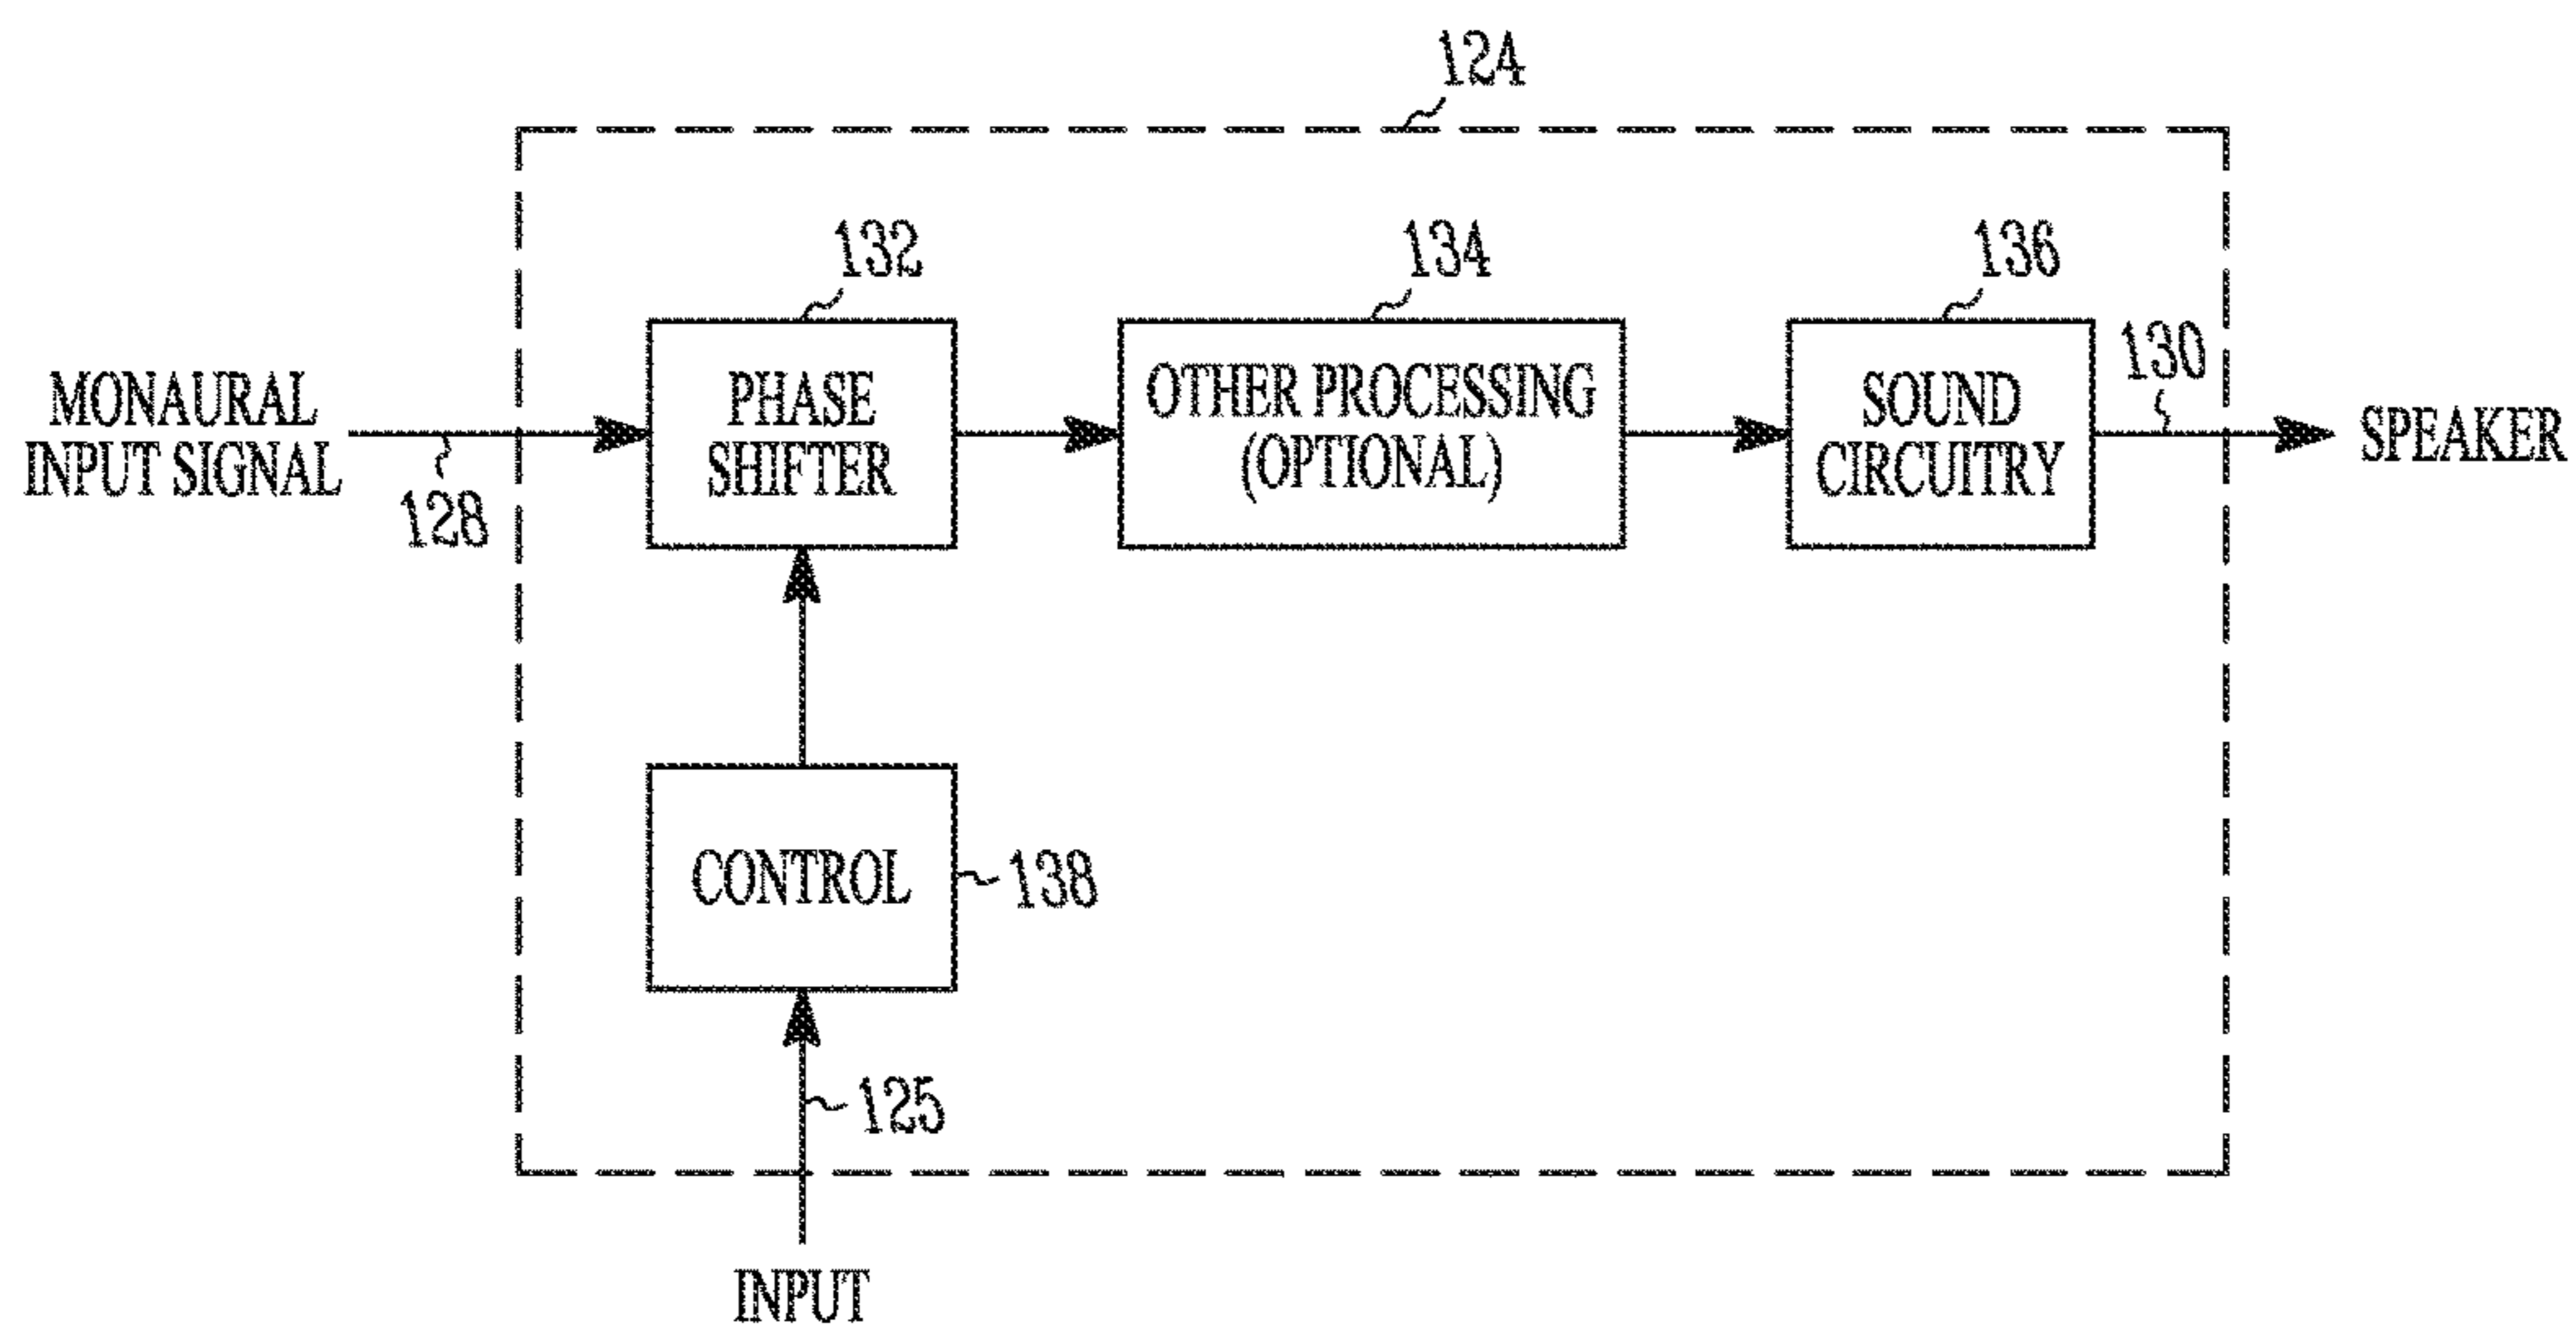 124
132
134
136
130
MONAURAL
INPUT SIGNAL
128
PHASE
SHIFTER
OTHER PROCESSING
(OPTIONAL)
SOUND
CIRCUITRY
SPEAKER
CONTROL
138
125
INPUT